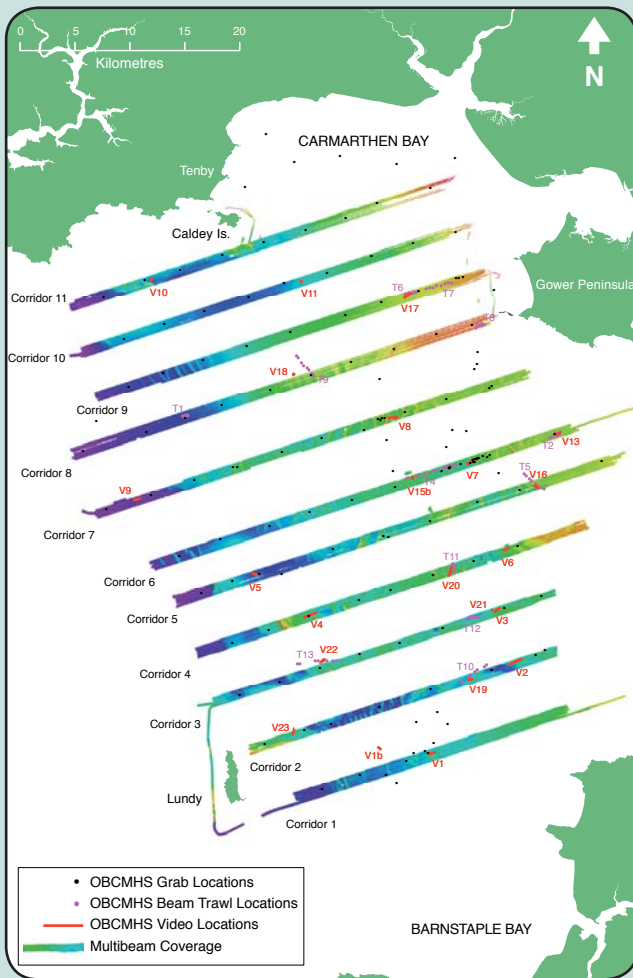 0 5 10 15 20
Kilometres
N
CARMARTHEN BAY
Tenby
Caldey Is.
Gower Peninsula
Corridor 11
V10
V11
T6
T7
V17
Corridor 10
T8
V18
T9
Corridor 9
T1
V8
Corridor 8
V13
T2
V9
V7
T4
T5
V16
V15b
Corridor 7
Corridor 6
T11
V6
V5
V20
Corridor 5
V21
V3
V4
T12
Corridor 4
T13
V22
T10
V2
V19
Corridor 3
V23
Corridor 2
V1b
V1
Lundy
Corridor 1
OBCMHS Grab Locations
OBCMHS Beam Trawl Locations
OBCMHS Video Locations
Multibeam Coverage
BARNSTAPLE BAY